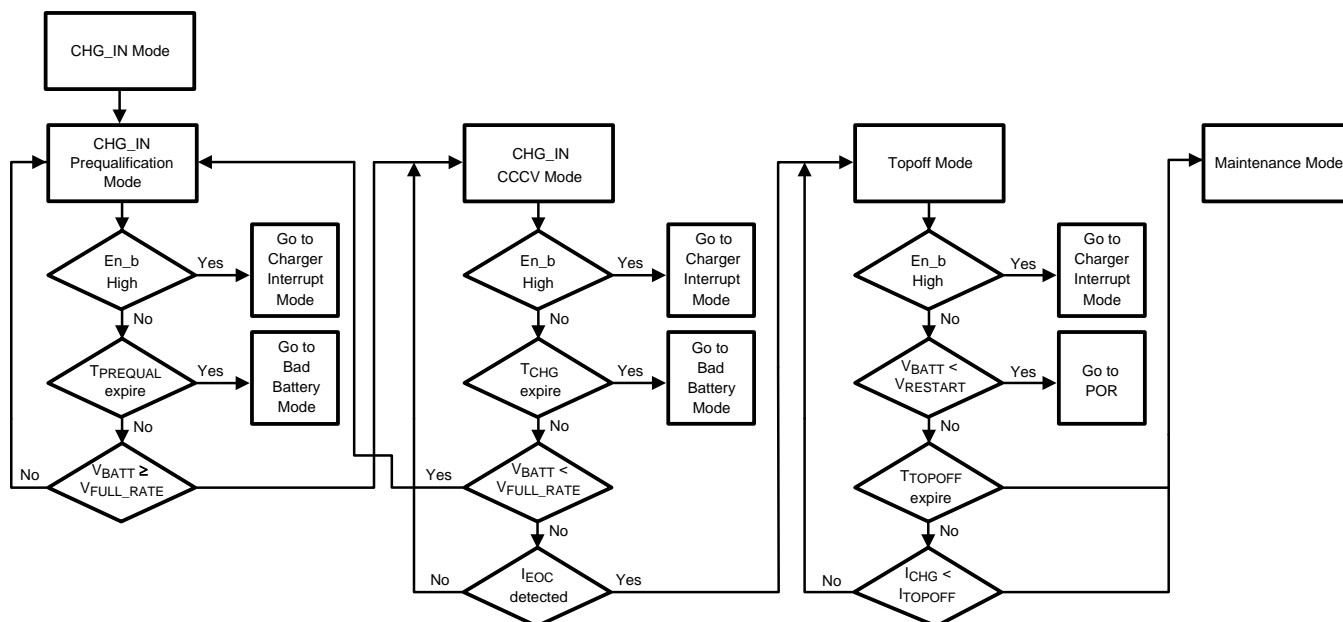 CHG_IN Mode
CHG_IN
Prequalification
Mode
En_b
High
Yes
Go to
Charger
Interrupt
Mode
No
TPREQUAL
expire
Yes
Go to
Bad
Battery
Mode
No
VBATT ≥
VFULL_RATE
No
CHG_IN
CCCV Mode
En_b
High
Yes
Go to
Charger
Interrupt
Mode
No
TCHG
expire
Yes
Go to
Bad
Battery
Mode
No
VBATT <
VFULL_RATE
Yes
No
IEOC
detected
No
Yes
Topoff Mode
En_b
High
Yes
Go to
Charger
Interrupt
Mode
No
VBATT <
VRESTART
Yes
Go to
POR
No
TTOPOFF
expire
No
ICHG <
ITOPOFF
No
Maintenance Mode